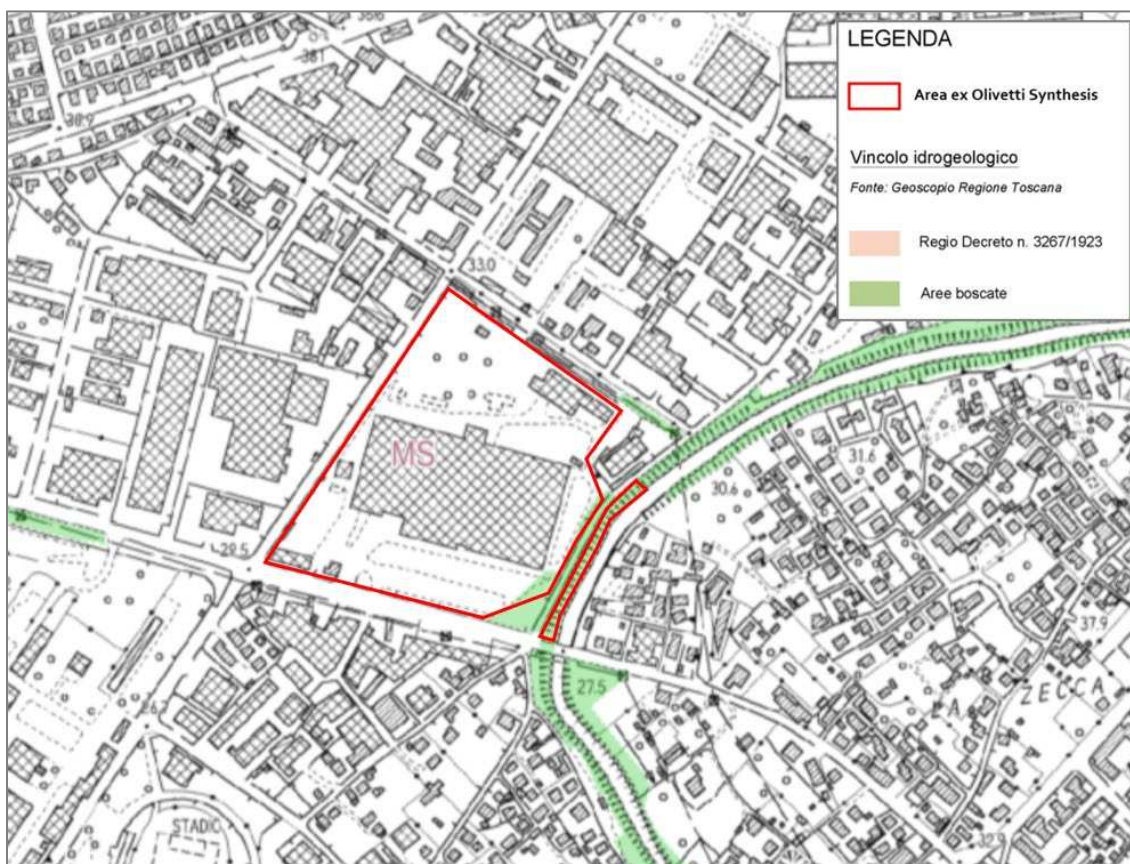 LEGENDA
Area ex Olivetti Synthesis
Vincolo idrogeologico
Fonte: Geoscopio Regione Toscana
Regio Decreto n. 3267/1923
Aree boscate
33.0
MS
31.6
30.6
29.5
37.9
27.5
LA ZECCA